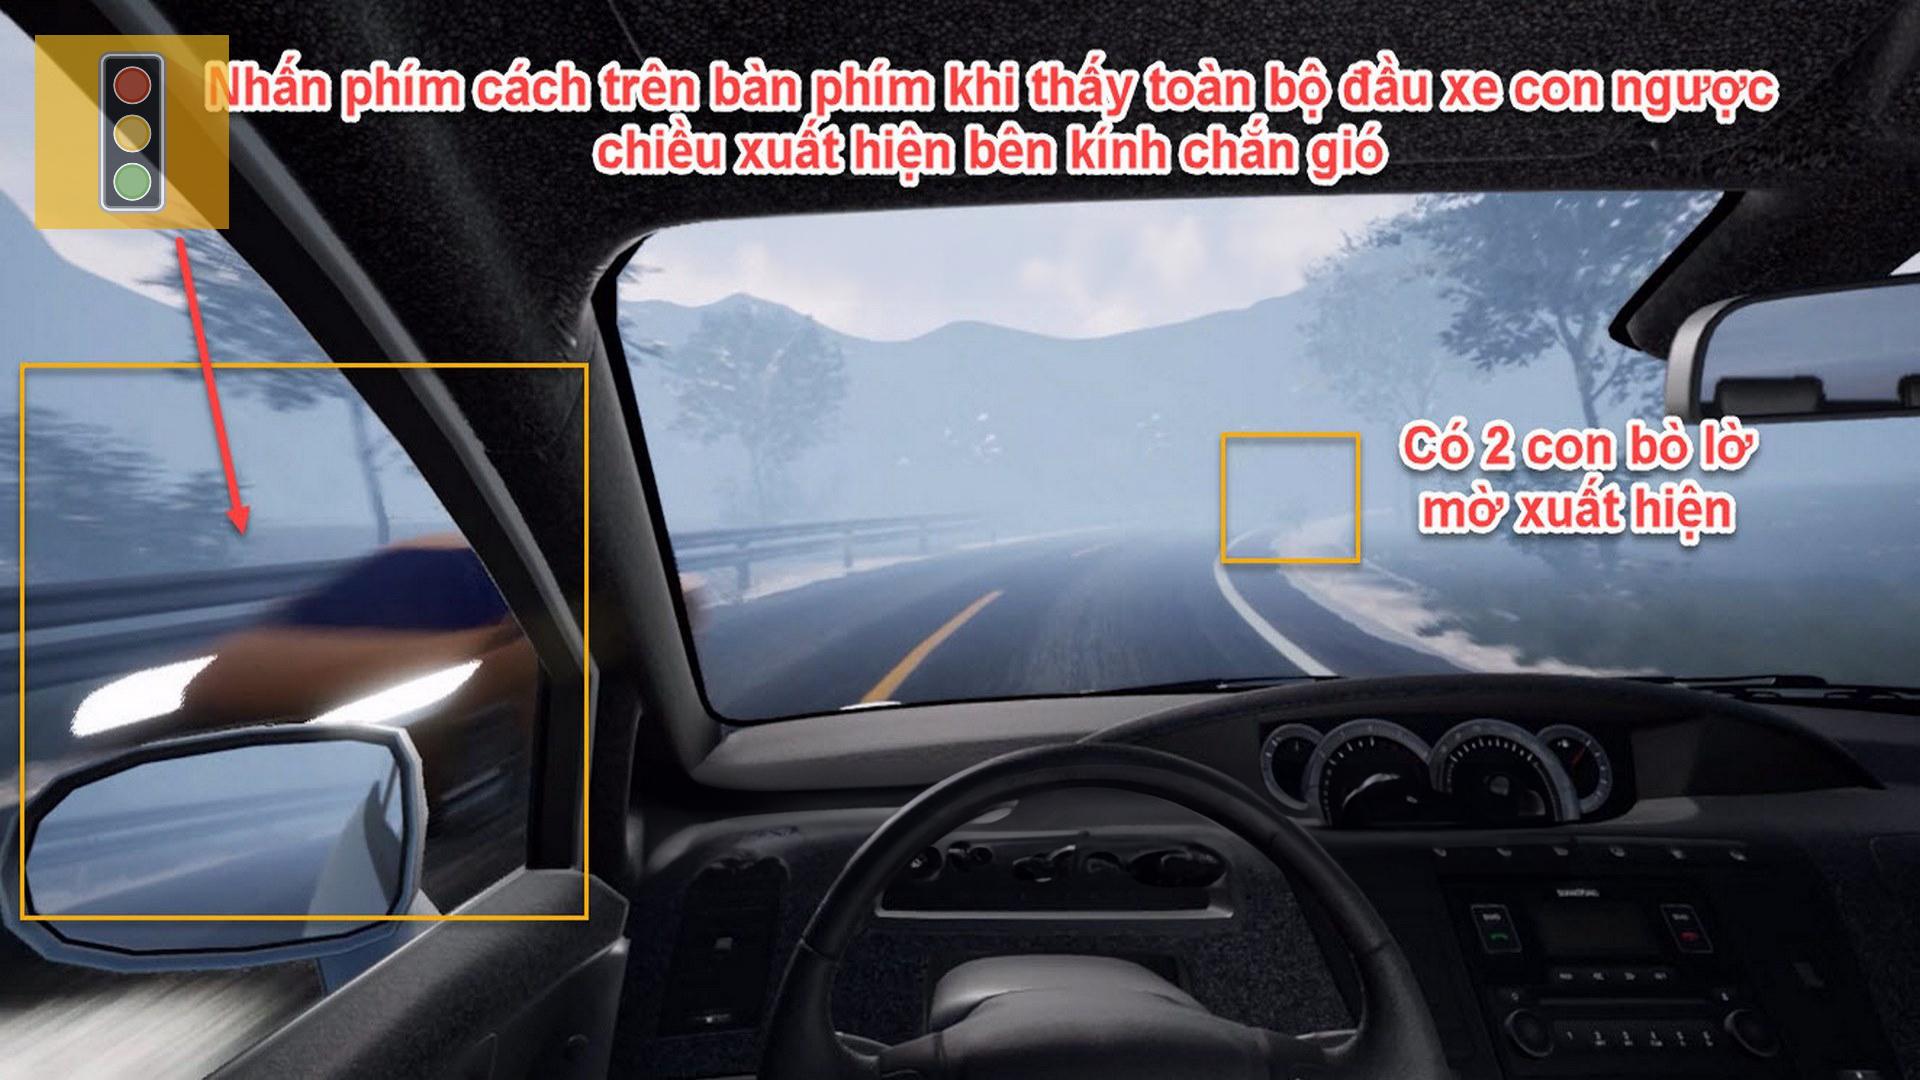 Nhấn phím cách trên bàn phím khi thấy toàn bộ đầu xe con ngược
chiều xuất hiện bên kính chắn gió
Có 2 con bò lờ
mờ xuất hiện